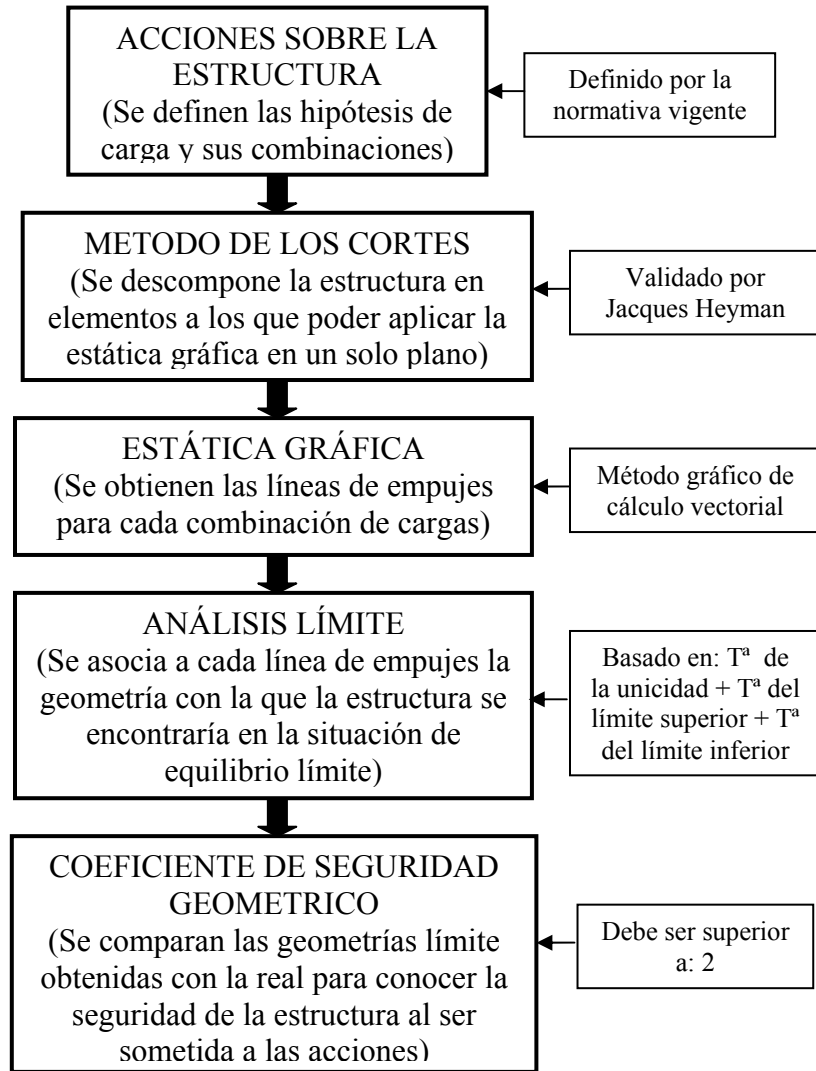 ACCIONES SOBRE LA
ESTRUCTURA
(Se definen las hipótesis de
carga y sus combinaciones)
Definido por la
normativa vigente
METODO DE LOS CORTES
(Se descompone la estructura en
elementos a los que poder aplicar la
estática gráfica en un solo plano)
Validado por
Jacques Heyman
ESTÁTICA GRÁFICA
(Se obtienen las líneas de empujes
para cada combinación de cargas)
Método gráfico de
cálculo vectorial
ANÁLISIS LÍMITE
(Se asocia a cada línea de empujes la
geometría con la que la estructura se
encontraría en la situación de
equilibrio límite)
Basado en: Tª de
la unicidad + Tª del
límite superior + Tª
del límite inferior
COEFICIENTE DE SEGURIDAD
GEOMETRICO
(Se comparan las geometrías límite
obtenidas con la real para conocer la
seguridad de la estructura al ser
sometida a las acciones)
Debe ser superior
a: 2